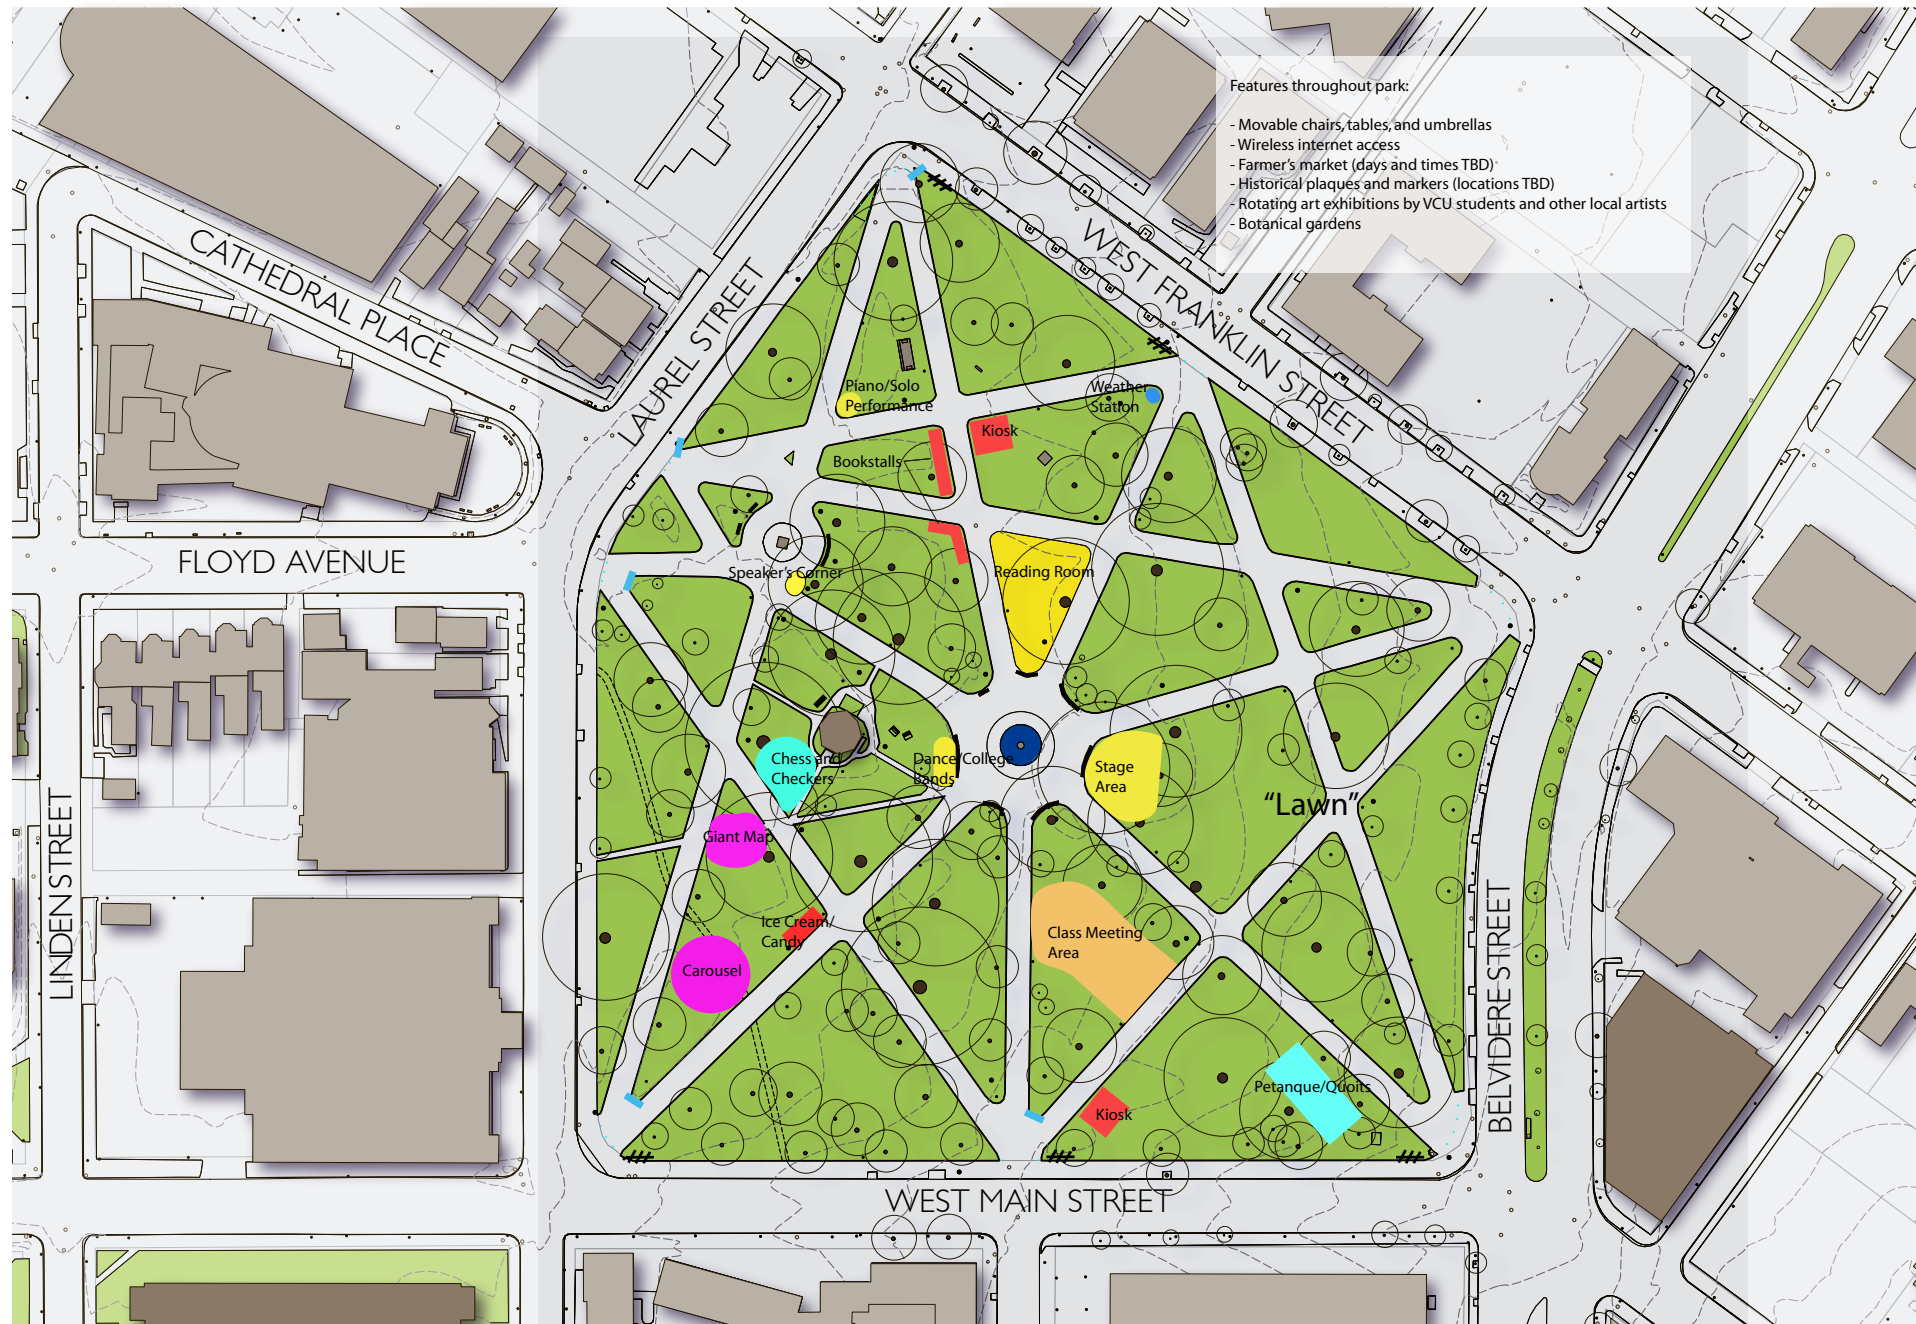 Features throughout park:
- Movable chairs, tables, and umbrellas
- Wireless internet access
- Farmer's market (days and times TBD)
- Historical plaques and markers (locations TBD)
- Rotating art exhibitions by VCU students and other local artists
- Botanical gardens
WEST FRANKLIN STREET
CATHEDRAL PLACE
LAUREL STREET
Piano/Solo
Performance
Weather
Station
Kiosk
Bookstalls
FLOYD AVENUE
Speaker's Corner
Reading Room
Chess and
Checkers
Dance/College
Bands
Stage
Area
"Lawn"
Giant Map
LINDEN STREET
Ice Cream/
Candy
Class Meeting
Area
Carousel
BELVIDERE STREET
Petanque/Quoits
Kiosk
WEST MAIN STREET